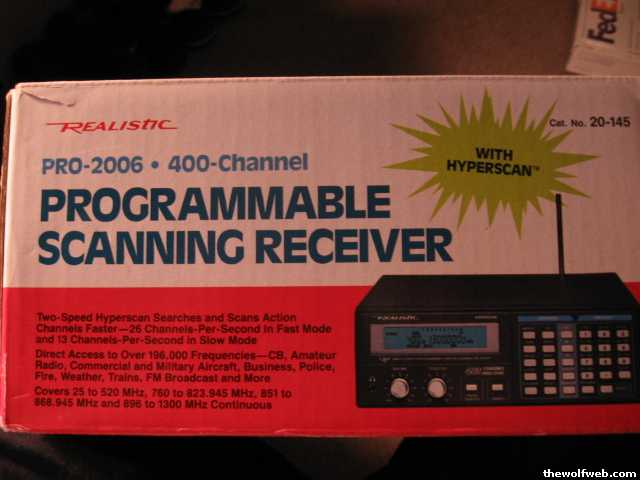 FedEx
REALISTIC
Cat. No. 20-145
PRO-2006 • 400-Channel
WITH
HYPERSCAN™
PROGRAMMABLE
SCANNING RECEIVER
Two-Speed Hyperscan Searches and Scans Action
Channels Faster—26 Channels-Per-Second in Fast Mode
and 13 Channels-Per-Second in Slow Mode
Direct Access to Over 196,000 Frequencies—CB, Amateur
Radio, Commercial and Military Aircraft, Business, Police,
Fire, Weather, Trains, FM Broadcast and More
Covers 25 to 520 MHz, 760 to 823.945 MHz, 851 to
868.945 MHz and 896 to 1300 MHz Continuous
REALISTIC
thewolfweb.com